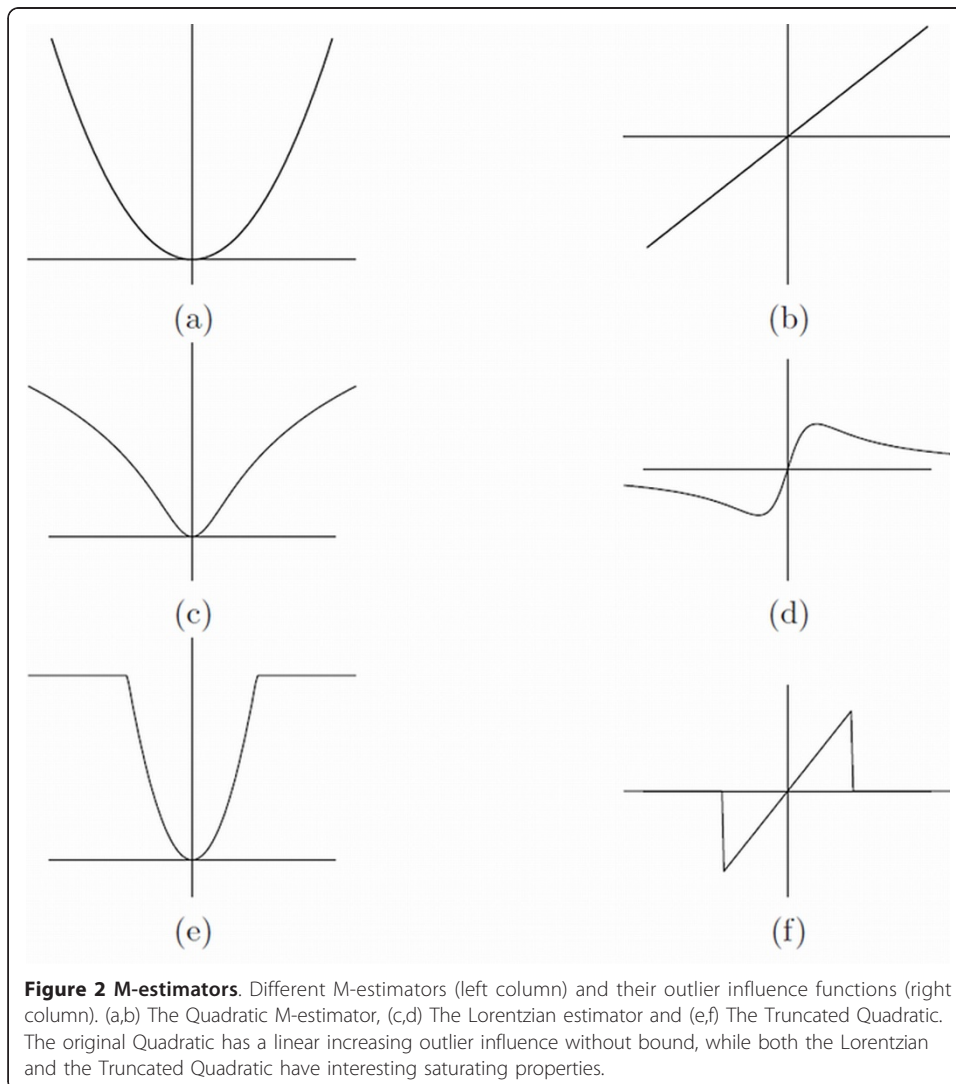 (a)
(b)
(c)
(d)
(e)
(f)
Figure 2 M-estimators. Different M-estimators (left column) and their outlier influence functions (right
column). (a,b) The Quadratic M-estimator, (c,d) The Lorentzian estimator and (e,f) The Truncated Quadratic.
The original Quadratic has a linear increasing outlier influence without bound, while both the Lorentzian
and the Truncated Quadratic have interesting saturating properties.